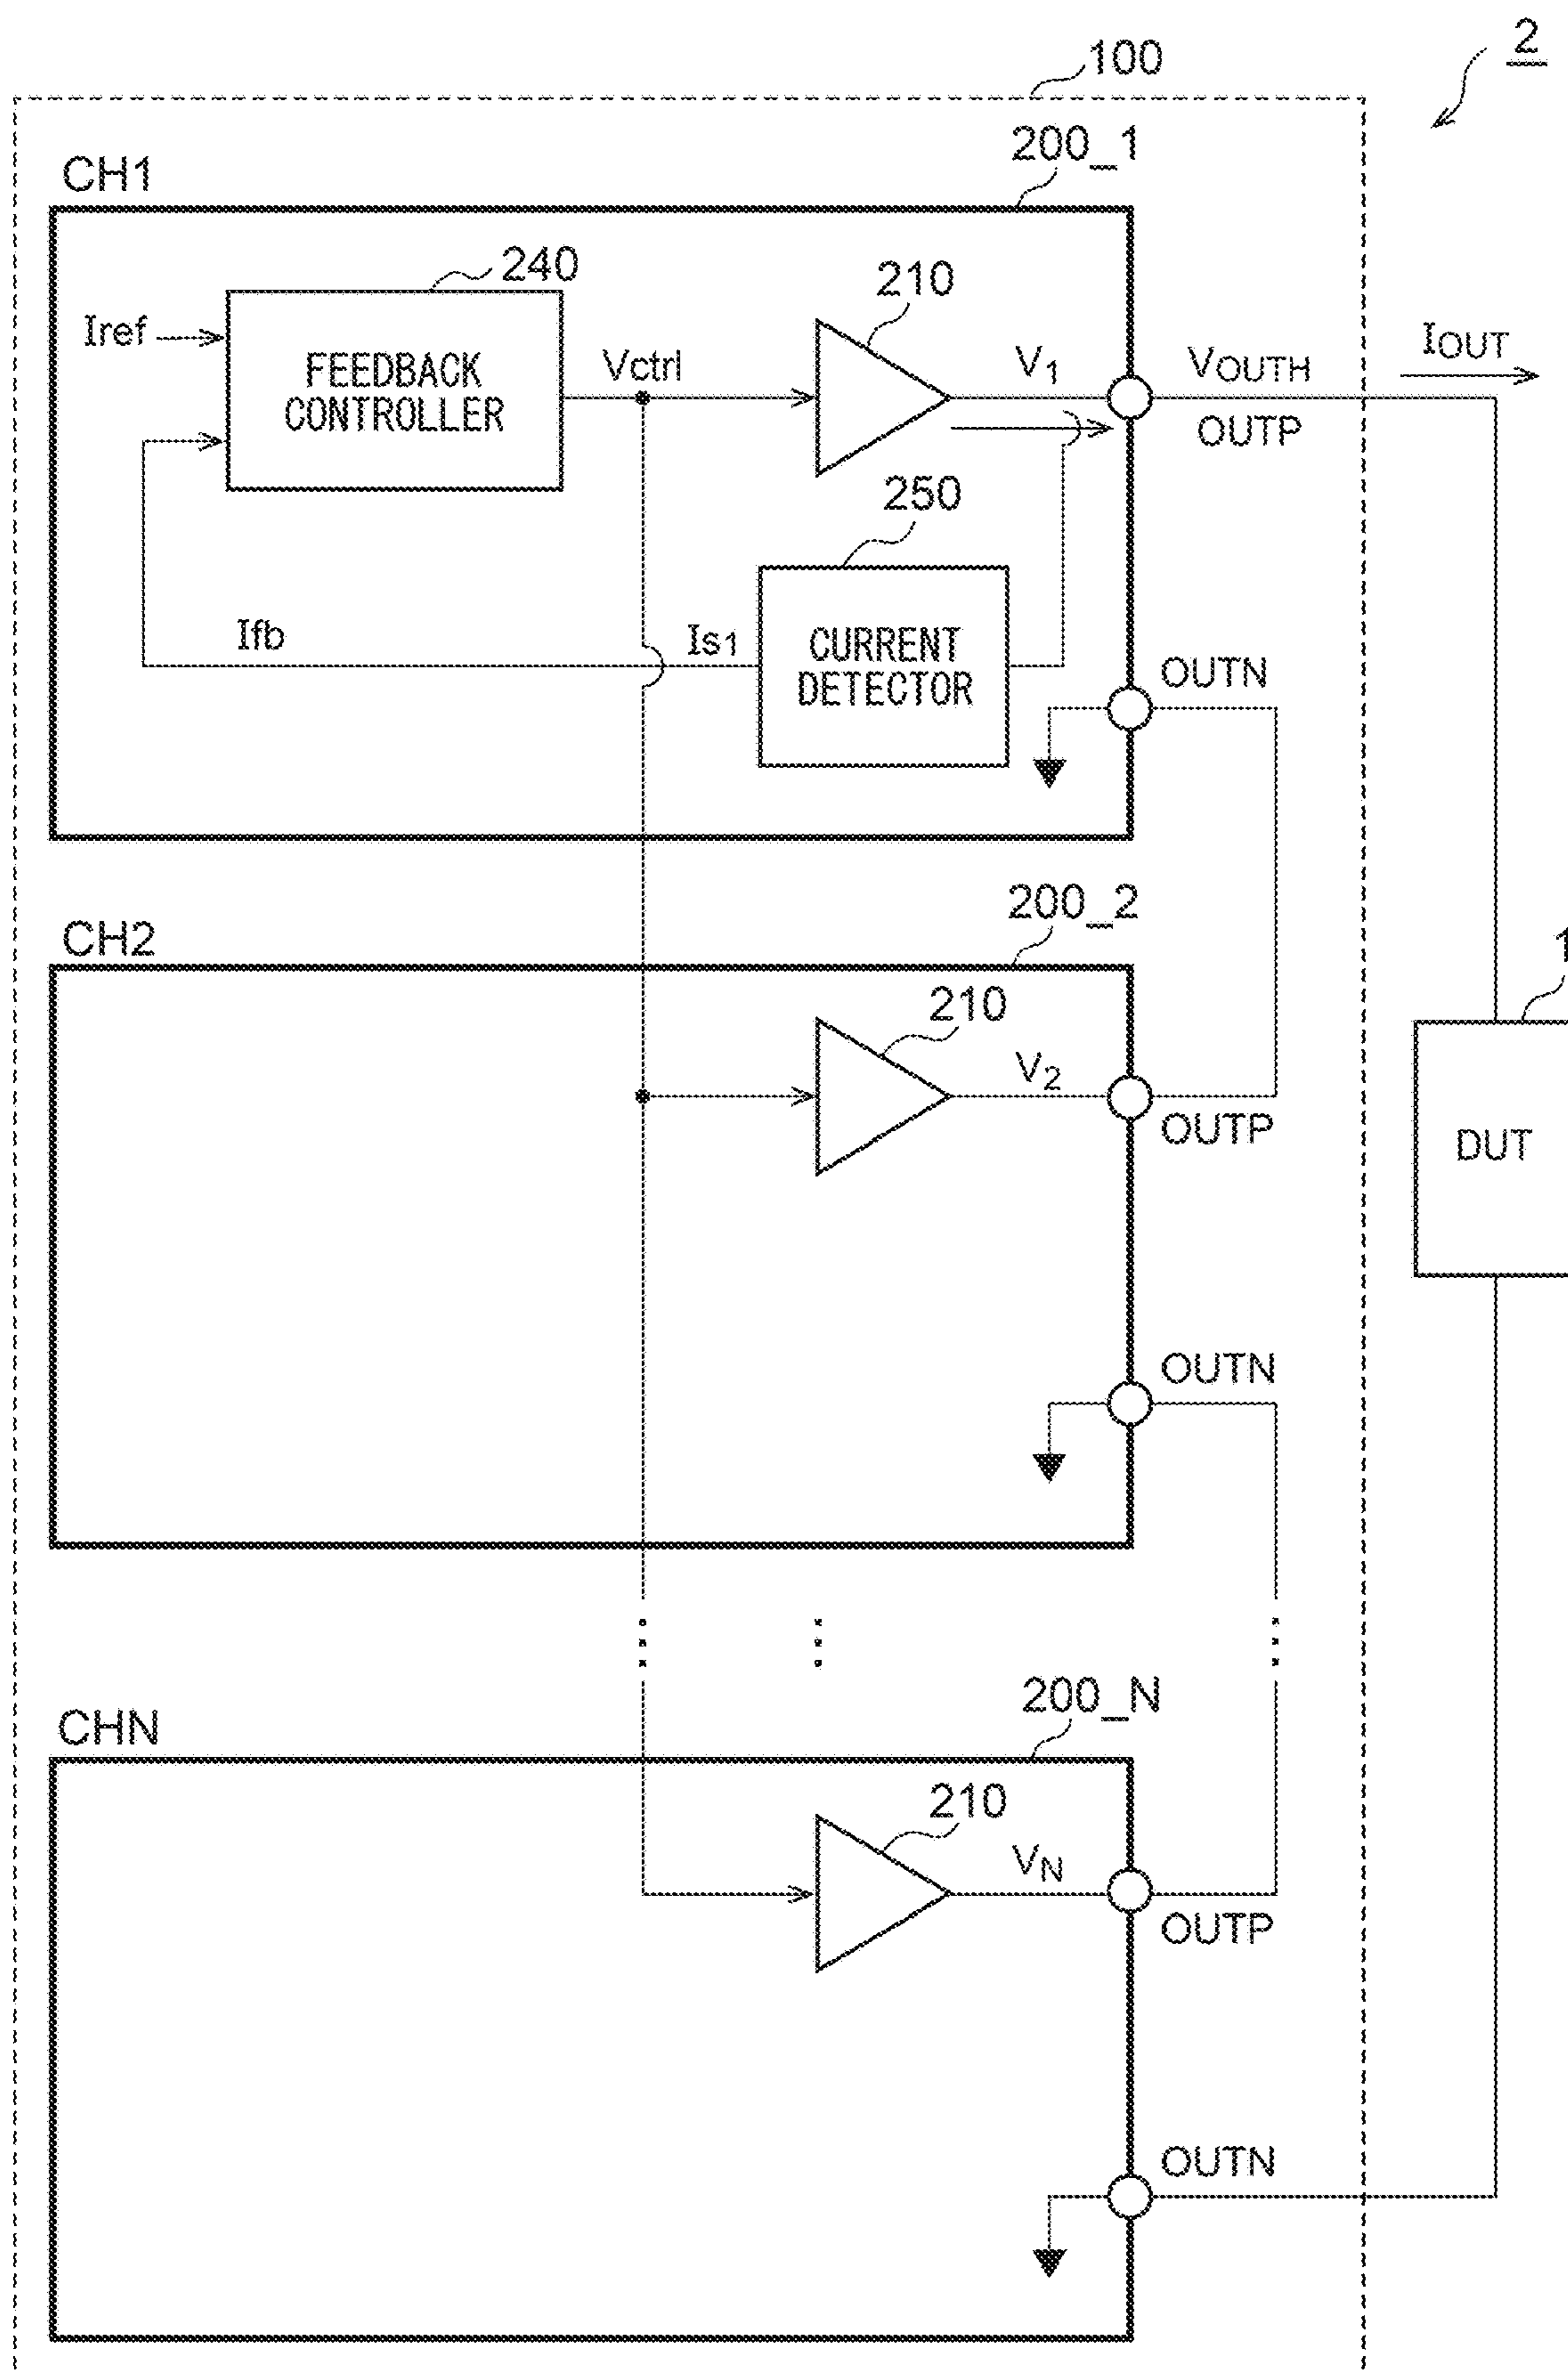 2
100
200_1
CH1
240
210
Iref
FEEDBACK
CONTROLLER
Vctrl
V1
VOUTH
IOUT
OUTP
250
Ifb
Is1
CURRENT
DETECTOR
OUTN
200_2
CH2
1
210
V2
OUTP
DUT
OUTN
200_N
CHN
210
VN
OUTP
OUTN